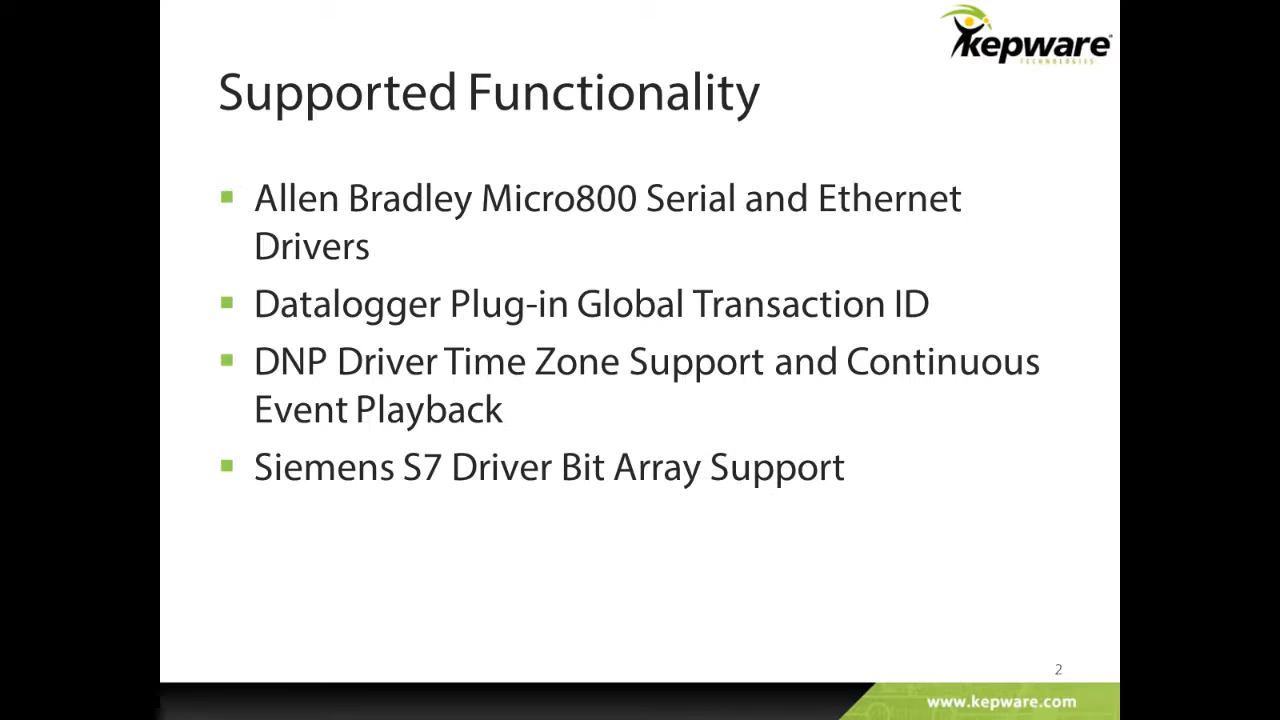 kepware
TECHNOLOGIES
Supported Functionality
Allen Bradley Micro800 Serial and Ethernet
Drivers
Datalogger Plug-in Global Transaction ID
DNP Driver Time Zone Support and Continuous
Event Playback
Siemens S7 Driver Bit Array Support
2
www.kepware.com